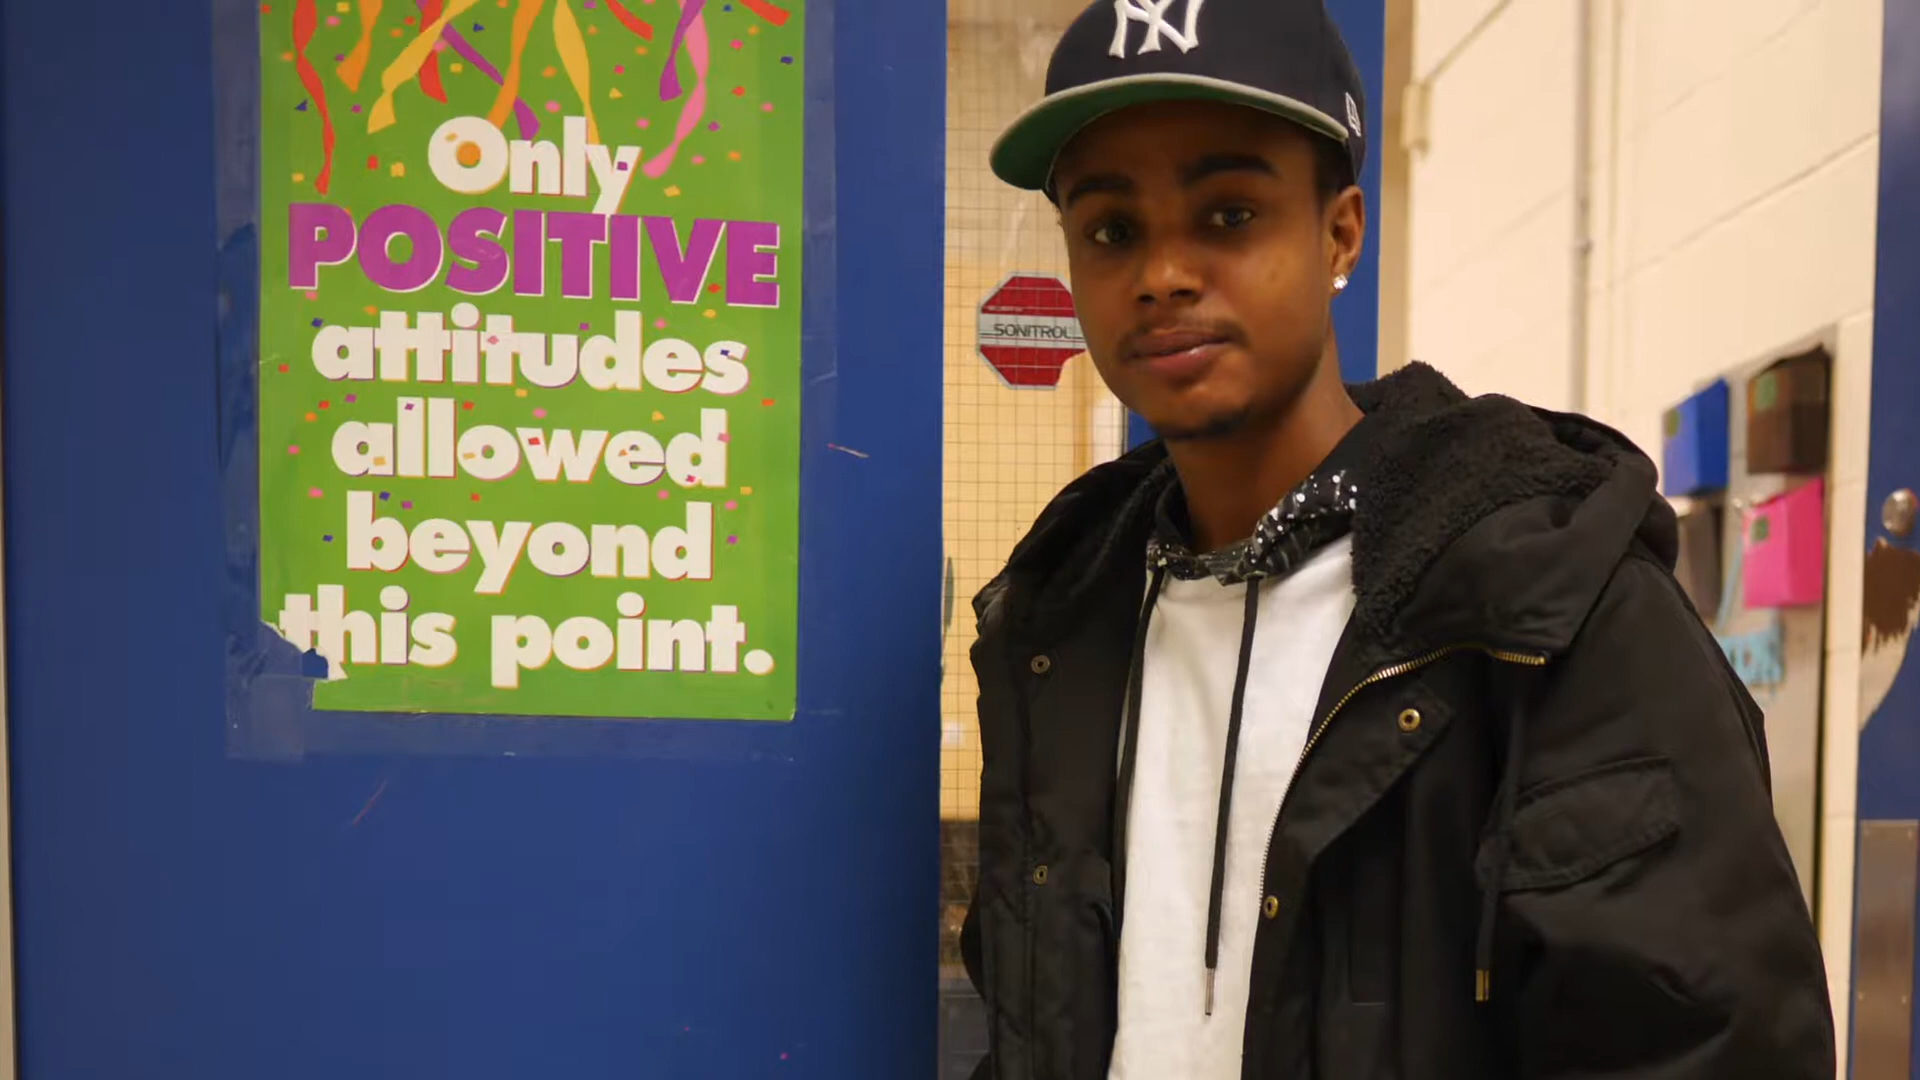 Only
POSITIVE
attitudes
allowed
beyond
this point.
NY
SONITROL